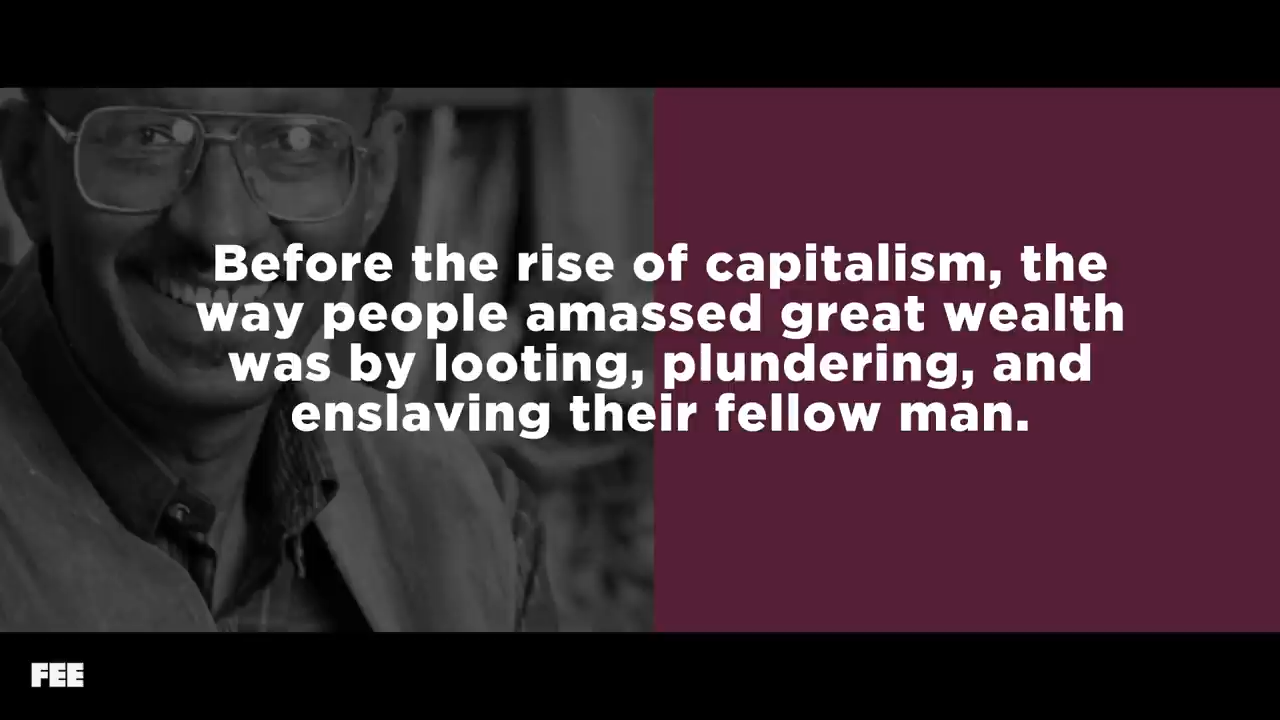 Before the rise of capitalism, the
way people amassed great wealth
was by looting, plundering, and
enslaving their fellow man.
FEE